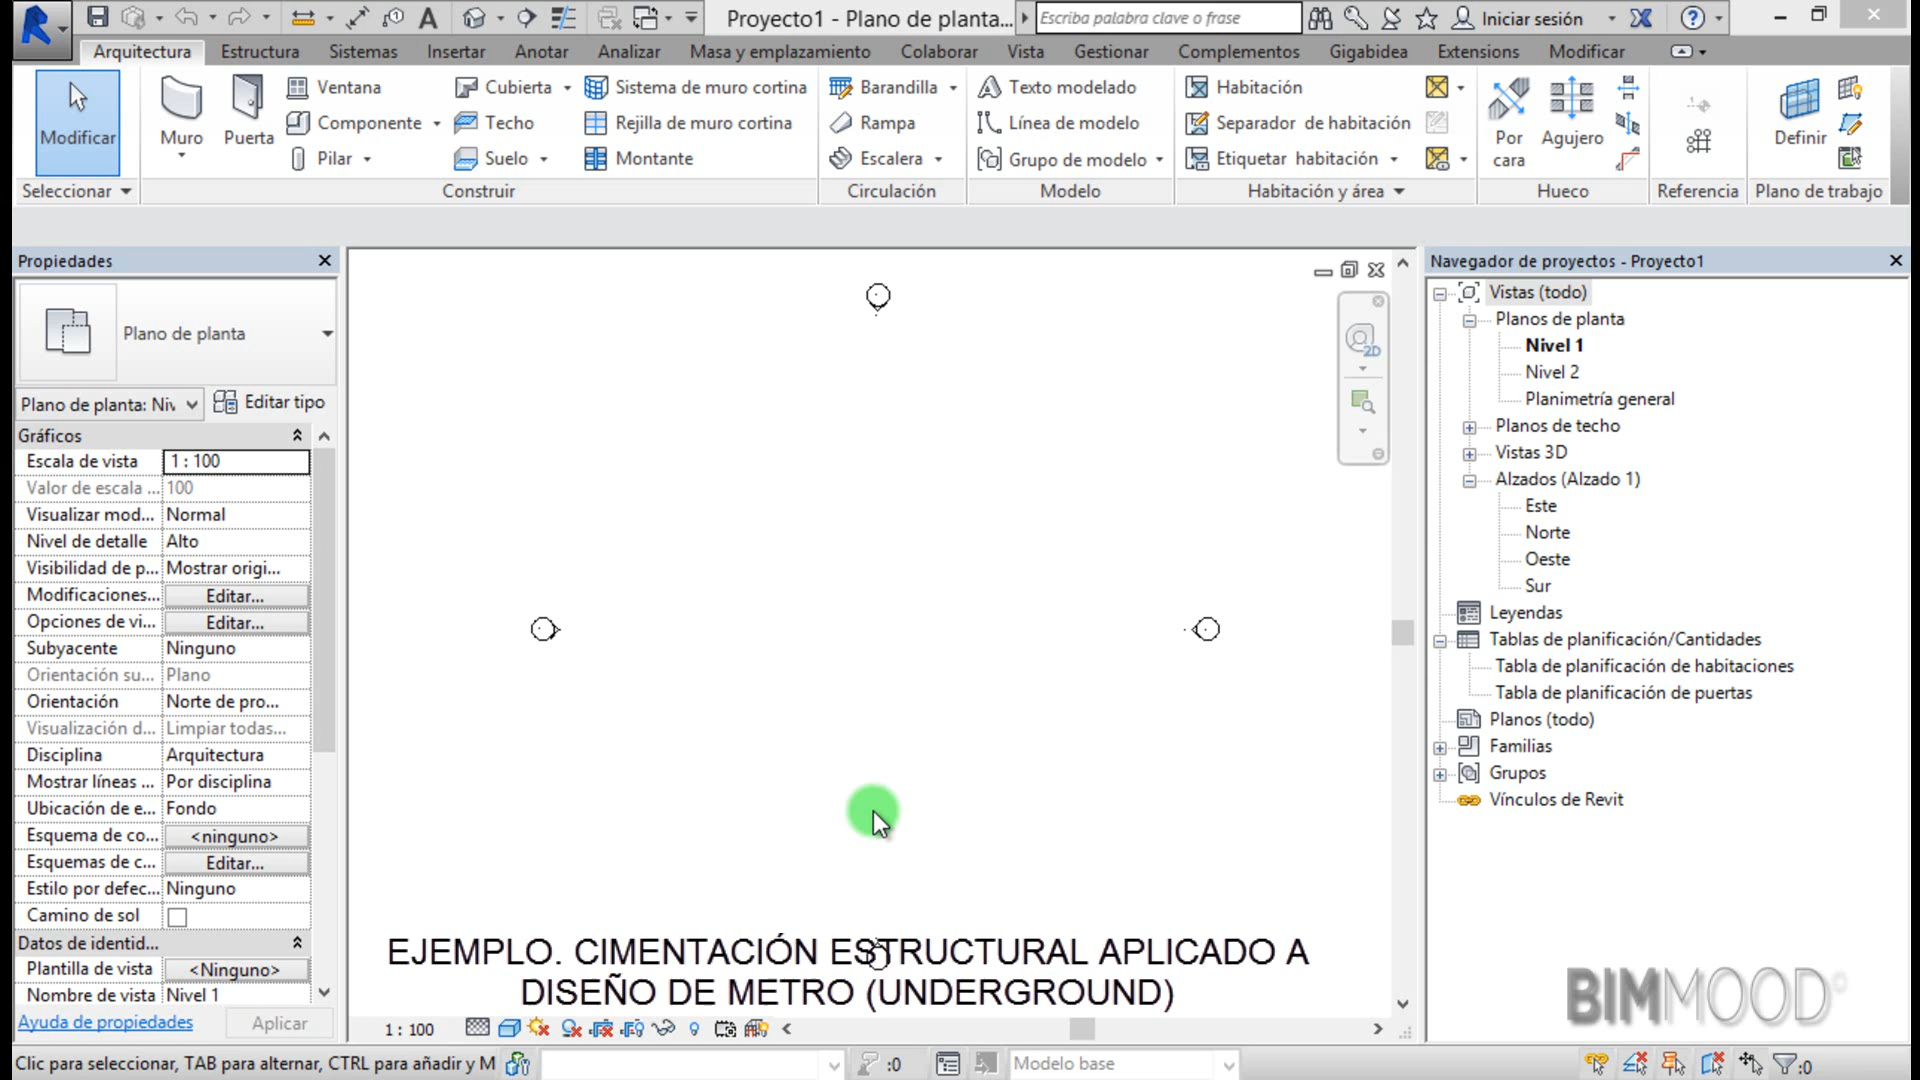 Proyecto1 - Plano de planta...
Escriba palabra clave o frase
Iniciar sesión
Arquitectura Estructura Sistemas Insertar Anotar Analizar Masa y emplazamiento Colaborar Vista Gestionar Complementos Gigabidea Extensions Modificar
Modificar
Muro
Puerta
Ventana
Componente
Pilar
Cubierta
Techo
Suelo
Sistema de muro cortina
Rejilla de muro cortina
Montante
Barandilla
Rampa
Escalera
Texto modelado
Línea de modelo
Grupo de modelo
Habitación
Separador de habitación
Etiquetar habitación
Por cara
Agujero
Definir
Seleccionar Construir Circulación Modelo Habitación y área Hueco Referencia Plano de trabajo
Propiedades
Plano de planta
Plano de planta: Niv
Editar tipo
Gráficos
Escala de vista 1 : 100
Valor de escala ... 100
Visualizar mod... Normal
Nivel de detalle Alto
Visibilidad de p... Mostrar origi...
Modificaciones... Editar...
Opciones de vi... Editar...
Subyacente Ninguno
Orientación su... Plano
Orientación Norte de pro...
Visualización d... Limpiar todas...
Disciplina Arquitectura
Mostrar líneas ... Por disciplina
Ubicación de e... Fondo
Esquema de co... <ninguno>
Esquemas de c... Editar...
Estilo por defec... Ninguno
Camino de sol
Datos de identid...
Plantilla de vista <Ninguno>
Nombre de vista Nivel 1
Ayuda de propiedades
Aplicar
2D
EJEMPLO. CIMENTACIÓN ESTRUCTURAL APLICADO A
DISEÑO DE METRO (UNDERGROUND)
1 : 100
Navegador de proyectos - Proyecto1
Vistas (todo)
Planos de planta
Nivel 1
Nivel 2
Planimetría general
Planos de techo
Vistas 3D
Alzados (Alzado 1)
Este
Norte
Oeste
Sur
Leyendas
Tablas de planificación/Cantidades
Tabla de planificación de habitaciones
Tabla de planificación de puertas
Planos (todo)
Familias
Grupos
Vínculos de Revit
BIMMOOD
Clic para seleccionar, TAB para alternar, CTRL para añadir y M
:0
Modelo base
:0